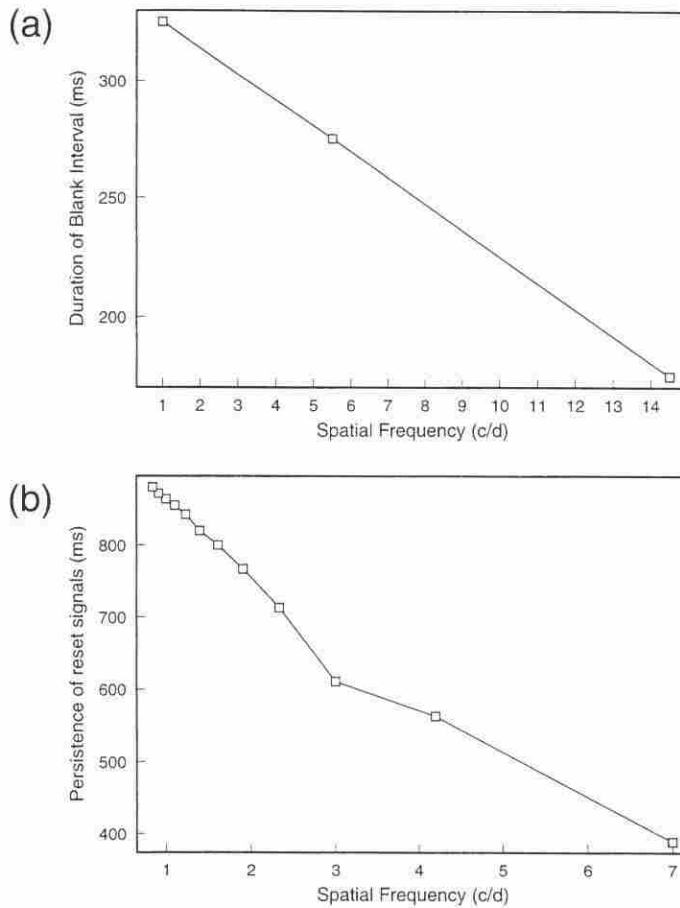 (a)
Duration of Blank Interval (ms)
300
250
200
1 2 3 4 5 6 7 8 9 10 11 12 13 14
Spatial Frequency (c/d)
(b)
Persistence of reset signals (ms)
800
700
600
500
400
1 2 3 4 5 6 7
Spatial Frequency (c/d)